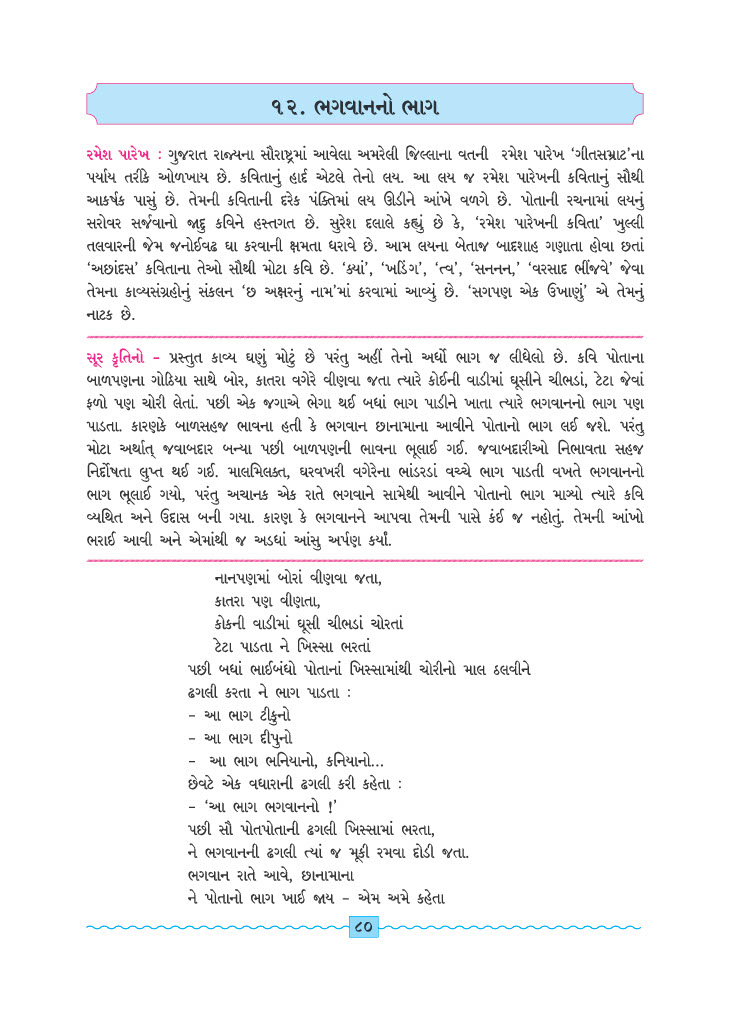 ૧૨. ભગવાનનો ભાગ
રમેશ પારેખ : ગુજરાત રાજ્યના સૌરાષ્ટ્રમાં આવેલા અમરેલી જિલ્લાના વતની રમેશ પારેખ ‘ગીતસમ્રાટ’ના
પર્યાય તરીકે ઓળખાય છે. કવિતાનું હાર્દ એટલે તેનો લય. આ લય જ રમેશ પારેખની કવિતાનું સૌથી
આકર્ષક પાસું છે. તેમની કવિતાની દરેક પંક્તિમાં લય ઊડીને આંખે વળગે છે. પોતાની રચનામાં લયનું
સરોવર સર્જવાનો જાદુ કવિને હસ્તગત છે. સુરેશ દલાલે કહ્યું છે કે, ‘રમેશ પારેખની કવિતા’ ખુલ્લી
તલવારની જેમ જનોઈવઢ ઘા કરવાની ક્ષમતા ધરાવે છે. આમ લયના બેતાજ બાદશાહ ગણાતા હોવા છતાં
‘અછાંદસ’ કવિતાના તેઓ સૌથી મોટા કવિ છે. ‘ક્યાં’, ‘ખડિંગ’, ‘ત્વ’, ‘સનનન,’ ‘વરસાદ ભીંજવે’ જેવા
તેમના કાવ્યસંગ્રહોનું સંકલન ‘છ અક્ષરનું નામ’માં કરવામાં આવ્યું છે. ‘સગપણ એક ઉખાણું’ એ તેમનું
નાટક છે.
સૂર કૃતિનો - પ્રસ્તુત કાવ્ય ઘણું મોટું છે પરંતુ અહીં તેનો અર્ધો ભાગ જ લીધેલો છે. કવિ પોતાના
બાળપણના ગોઠિયા સાથે બોર, કાતરા વગેરે વીણવા જતા ત્યારે કોઈની વાડીમાં ઘૂસીને ચીભડાં, ટેટા જેવાં
ફળો પણ ચોરી લેતાં. પછી એક જગાએ ભેગા થઈ બધાં ભાગ પાડીને ખાતા ત્યારે ભગવાનનો ભાગ પણ
પાડતા. કારણકે બાળસહજ ભાવના હતી કે ભગવાન છાનામાના આવીને પોતાનો ભાગ લઈ જશે. પરંતુ
મોટા અર્થાત્ જવાબદાર બન્યા પછી બાળપણની ભાવના ભૂલાઈ ગઈ. જવાબદારીઓ નિભાવતા સહજ
નિર્દોષતા લુપ્ત થઈ ગઈ. માલમિલક્ત, ઘરવખરી વગેરેના ભાંડરડાં વચ્ચે ભાગ પાડતી વખતે ભગવાનનો
ભાગ ભૂલાઈ ગયો, પરંતુ અચાનક એક રાતે ભગવાને સામેથી આવીને પોતાનો ભાગ માગ્યો ત્યારે કવિ
વ્યથિત અને ઉદાસ બની ગયા. કારણ કે ભગવાનને આપવા તેમની પાસે કંઈ જ નહોતું. તેમની આંખો
ભરાઈ આવી અને એમાંથી જ અડધાં આંસુ અર્પણ કર્યાં.
નાનપણમાં બોરાં વીણવા જતા,
કાતરા પણ વીણતા,
કોકની વાડીમાં ઘૂસી ચીભડાં ચોરતાં
ટેટા પાડતા ને ખિસ્સા ભરતાં
પછી બધાં ભાઈબંધો પોતાનાં ખિસ્સામાંથી ચોરીનો માલ ઠલવીને
ઢગલી કરતા ને ભાગ પાડતા :
- આ ભાગ ટીકુનો
- આ ભાગ દીપુનો
- આ ભાગ ભનિયાનો, કનિયાનો...
છેવટે એક વધારાની ઢગલી કરી કહેતા :
- ‘આ ભાગ ભગવાનનો !’
પછી સૌ પોતપોતાની ઢગલી ખિસ્સામાં ભરતા,
ને ભગવાનની ઢગલી ત્યાં જ મૂકી રમવા દોડી જતા.
ભગવાન રાતે આવે, છાનામાના
ને પોતાનો ભાગ ખાઈ જાય - એમ અમે કહેતા
૮૦